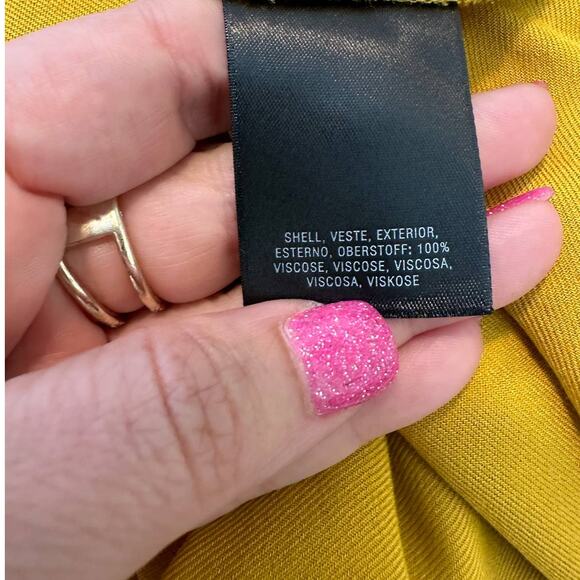 SHELL, VESTE, EXTERIOR,
ESTERNO, OBERSTOFF; 100%
VISCOSE, VISCOSE, VISCOSA,
VISCOSA, VISKOSE